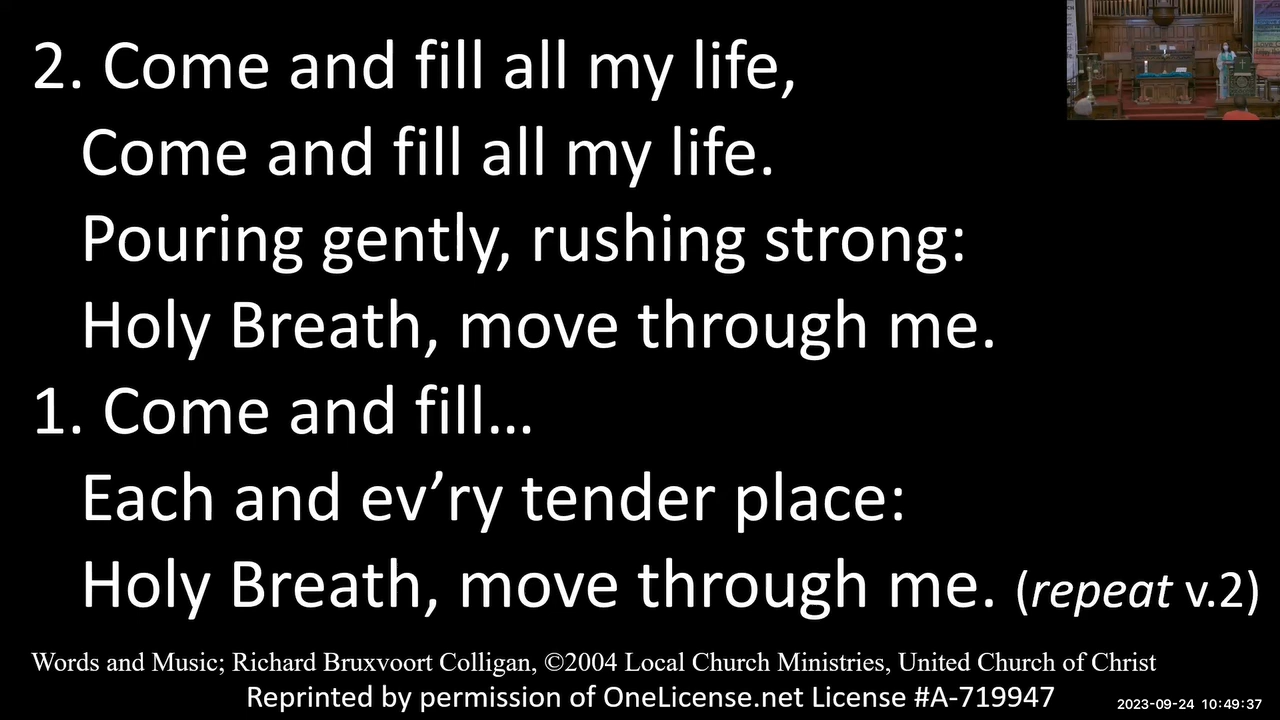 2. Come and fill all my life,
Come and fill all my life.
Pouring gently, rushing strong:
Holy Breath, move through me.
1. Come and fill...
Each and ev’ry tender place:
Holy Breath, move through me. (repeat v.2)
Words and Music; Richard Bruxvoort Colligan, ©2004 Local Church Ministries, United Church of Christ
Reprinted by permission of OneLicense.net License #A-719947
2023-09-24 10:49:37